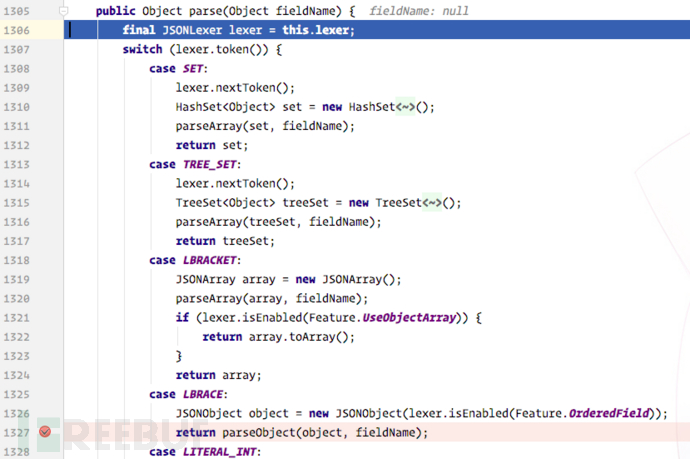 1305 public Object parse(Object fieldName) { fieldName: null
1306 final JSONLexer lexer = this.lexer;
1307 switch (lexer.token()) {
1308 case SET:
1309 lexer.nextToken();
1310 HashSet<Object> set = new HashSet<~>();
1311 parseArray(set, fieldName);
1312 return set;
1313 case TREE_SET:
1314 lexer.nextToken();
1315 TreeSet<Object> treeSet = new TreeSet<~>();
1316 parseArray(treeSet, fieldName);
1317 return treeSet;
1318 case LBRACKET:
1319 JSONArray array = new JSONArray();
1320 parseArray(array, fieldName);
1321 if (lexer.isEnabled(Feature.UseObjectArray)) {
1322 return array.toArray();
1323 }
1324 return array;
1325 case LBRACE:
1326 JSONObject object = new JSONObject(lexer.isEnabled(Feature.OrderedField));
1327 return parseObject(object, fieldName);
1328 case LITERAL_INT:
FREEBUF